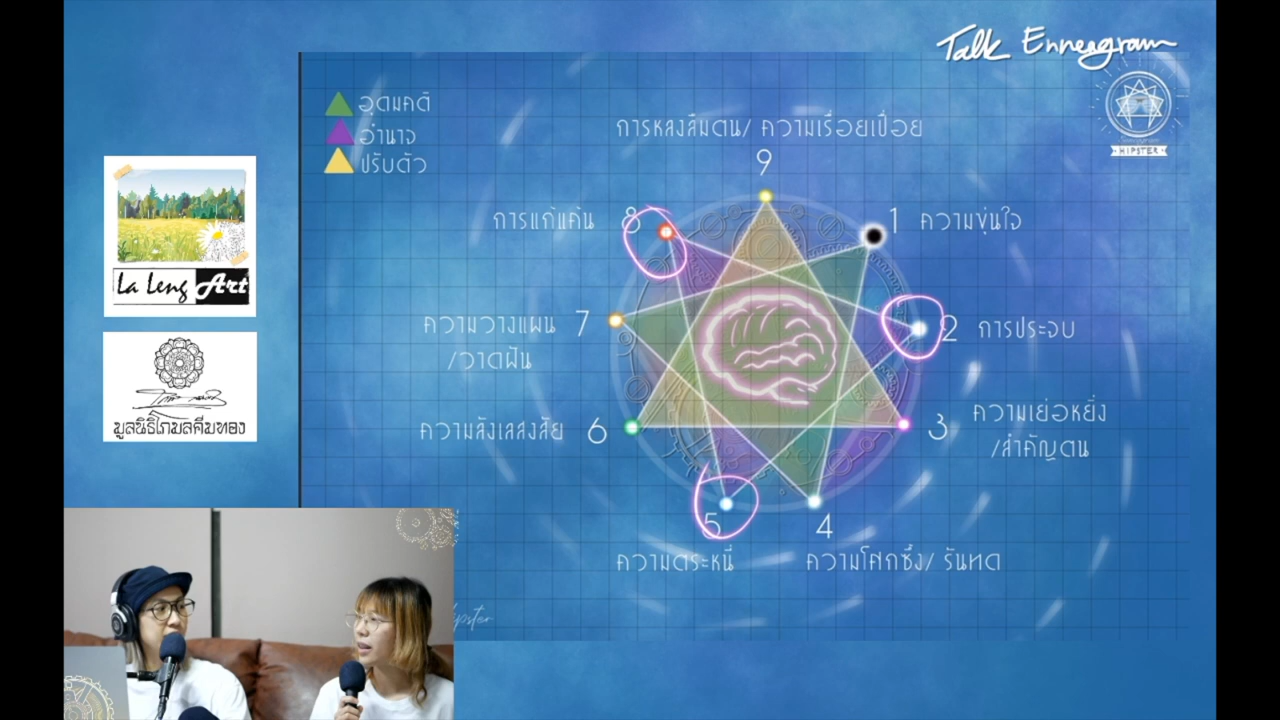 Talk Enneagram
HIPSTER
อุดมคติ
อำนาจ
ปรับตัว
การหลงลืมตน/ ความเรื่อยเปื่อย
9
การแก้แค้น 8
1 ความขุ่นใจ
ความวางแผน 7
/วาดฝัน
2 การประจบ
ความลังเลสงสัย 6
3 ความเย่อหยิ่ง
/สำคัญตน
5
ความตระหนี่
4
ความโศกซึ้ง/ รันทด
La Leng Art
มูลนิธิโกมลคีมทอง